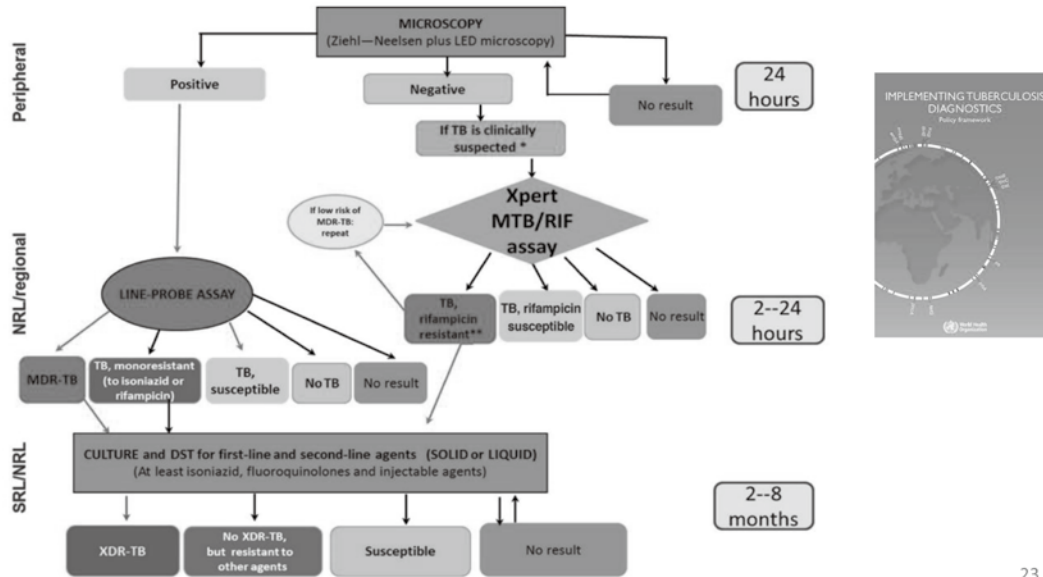 MICROSCOPY
(Ziehl—Neelsen plus LED microscopy)
Peripheral
Positive
Negative
No result
24
hours
If TB is clinically
suspected *
IMPLEMENTING TUBERCULOSIS
DIAGNOSTICS
Policy framework
If low risk of
MDR-TB:
repeat
Xpert
MTB/RIF
assay
NRL/regional
LINE-PROBE ASSAY
TB,
rifampicin
resistant**
TB, rifampicin
susceptible
No TB
No result
2--24
hours
World Health
Organization
MDR-TB
TB, monoresistant
(to isoniazid or
rifampicin)
TB,
susceptible
No TB
No result
SRL/NRL
CULTURE and DST for first-line and second-line agents (SOLID or LIQUID)
(At least isoniazid, fluoroquinolones and injectable agents)
2--8
months
XDR-TB
No XDR-TB,
but resistant to
other agents
Susceptible
No result
23